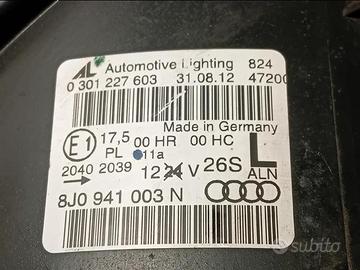 AL Automotive Lighting 824
0 301 227 603 31.08.12 47200
Made in Germany
E1 17,5 00 HR 00 HC L
PL 11a
2040 2039 12 24 V 26S ALN
8J0 941 003 N
subito